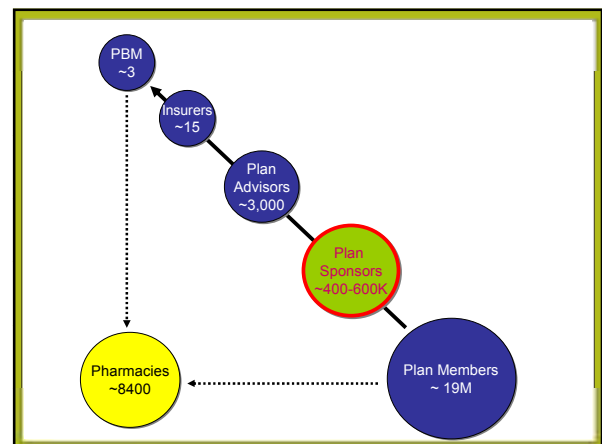 PBM
~3
Insurers
~15
Plan
Advisors
~3,000
Plan
Sponsors
~400-600K
Pharmacies
~8400
Plan Members
~ 19M